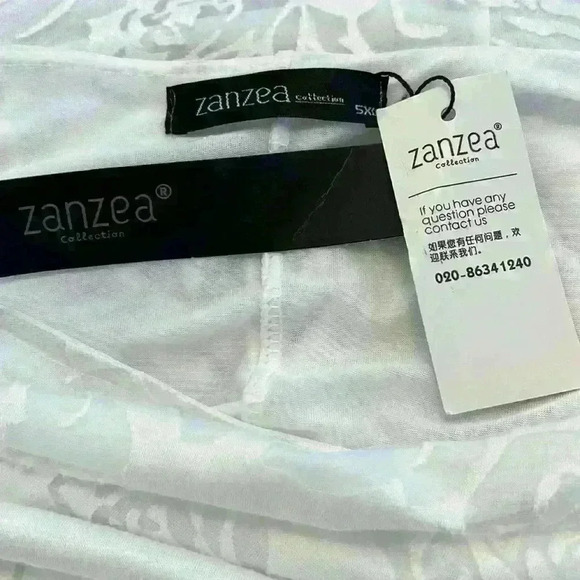 zanzea collection
zanzea®
collection
zanzea®
collection
If you have any
question please
contact us
如果您有任何问题，欢
迎联系我们。
020-86341240